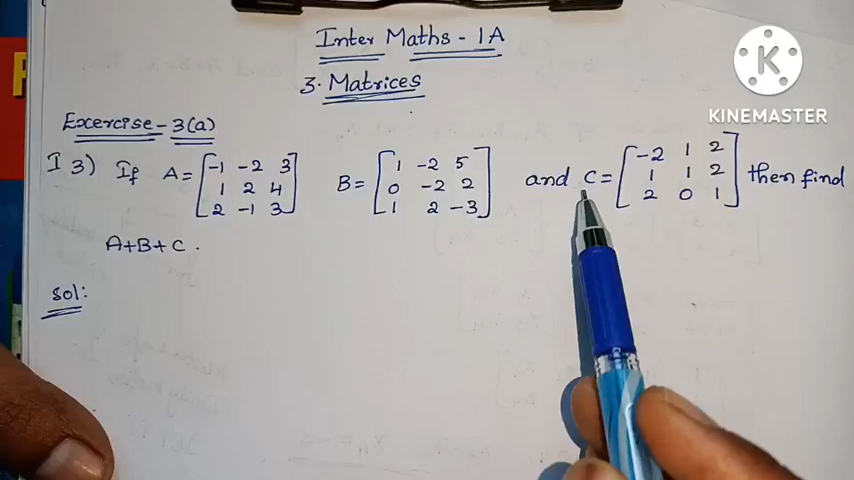 Inter Maths - 1A
3. Matrices
K
KINEMASTER
Exercise - 3(a)
I 3) If A = [-1 -2 3 B = [1 -2 5 and C = [-2 1 2 then find
1 2 4 0 -2 2 1 1 2
2 -1 3] 1 2 -3] 2 0 1]
A+B+C.
Sol: